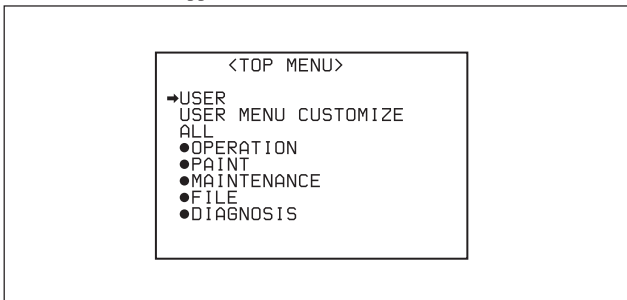 <TOP MENU>
➡USER
USER MENU CUSTOMIZE
ALL
●OPERATION
●PAINT
●MAINTENANCE
●FILE
●DIAGNOSIS